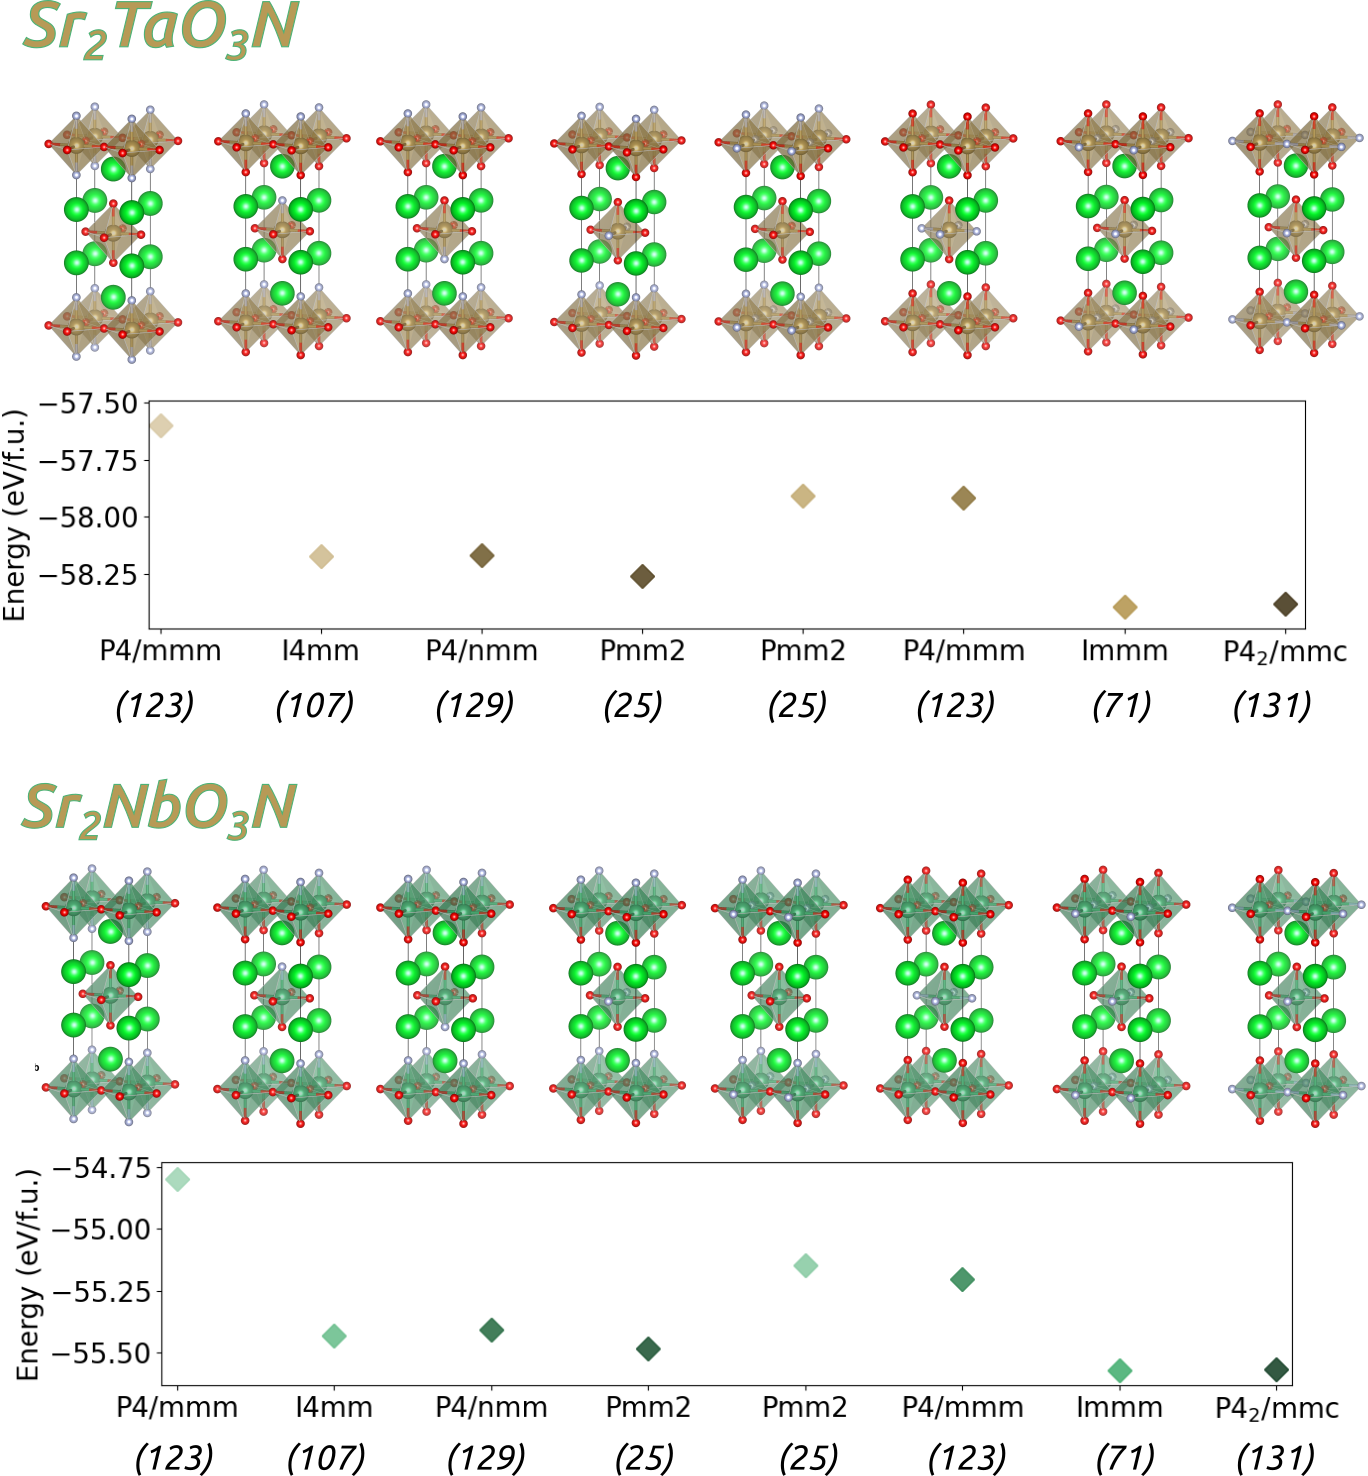 Sr₂TaO₃N
−57.50
−57.75
−58.00
−58.25
Energy (eV/f.u.)
P4/mmm I4mm P4/nmm Pmm2 Pmm2 P4/mmm Immm P4₂/mmc
(123) (107) (129) (25) (25) (123) (71) (131)
Sr₂NbO₃N
−54.75
−55.00
−55.25
−55.50
Energy (eV/f.u.)
P4/mmm I4mm P4/nmm Pmm2 Pmm2 P4/mmm Immm P4₂/mmc
(123) (107) (129) (25) (25) (123) (71) (131)